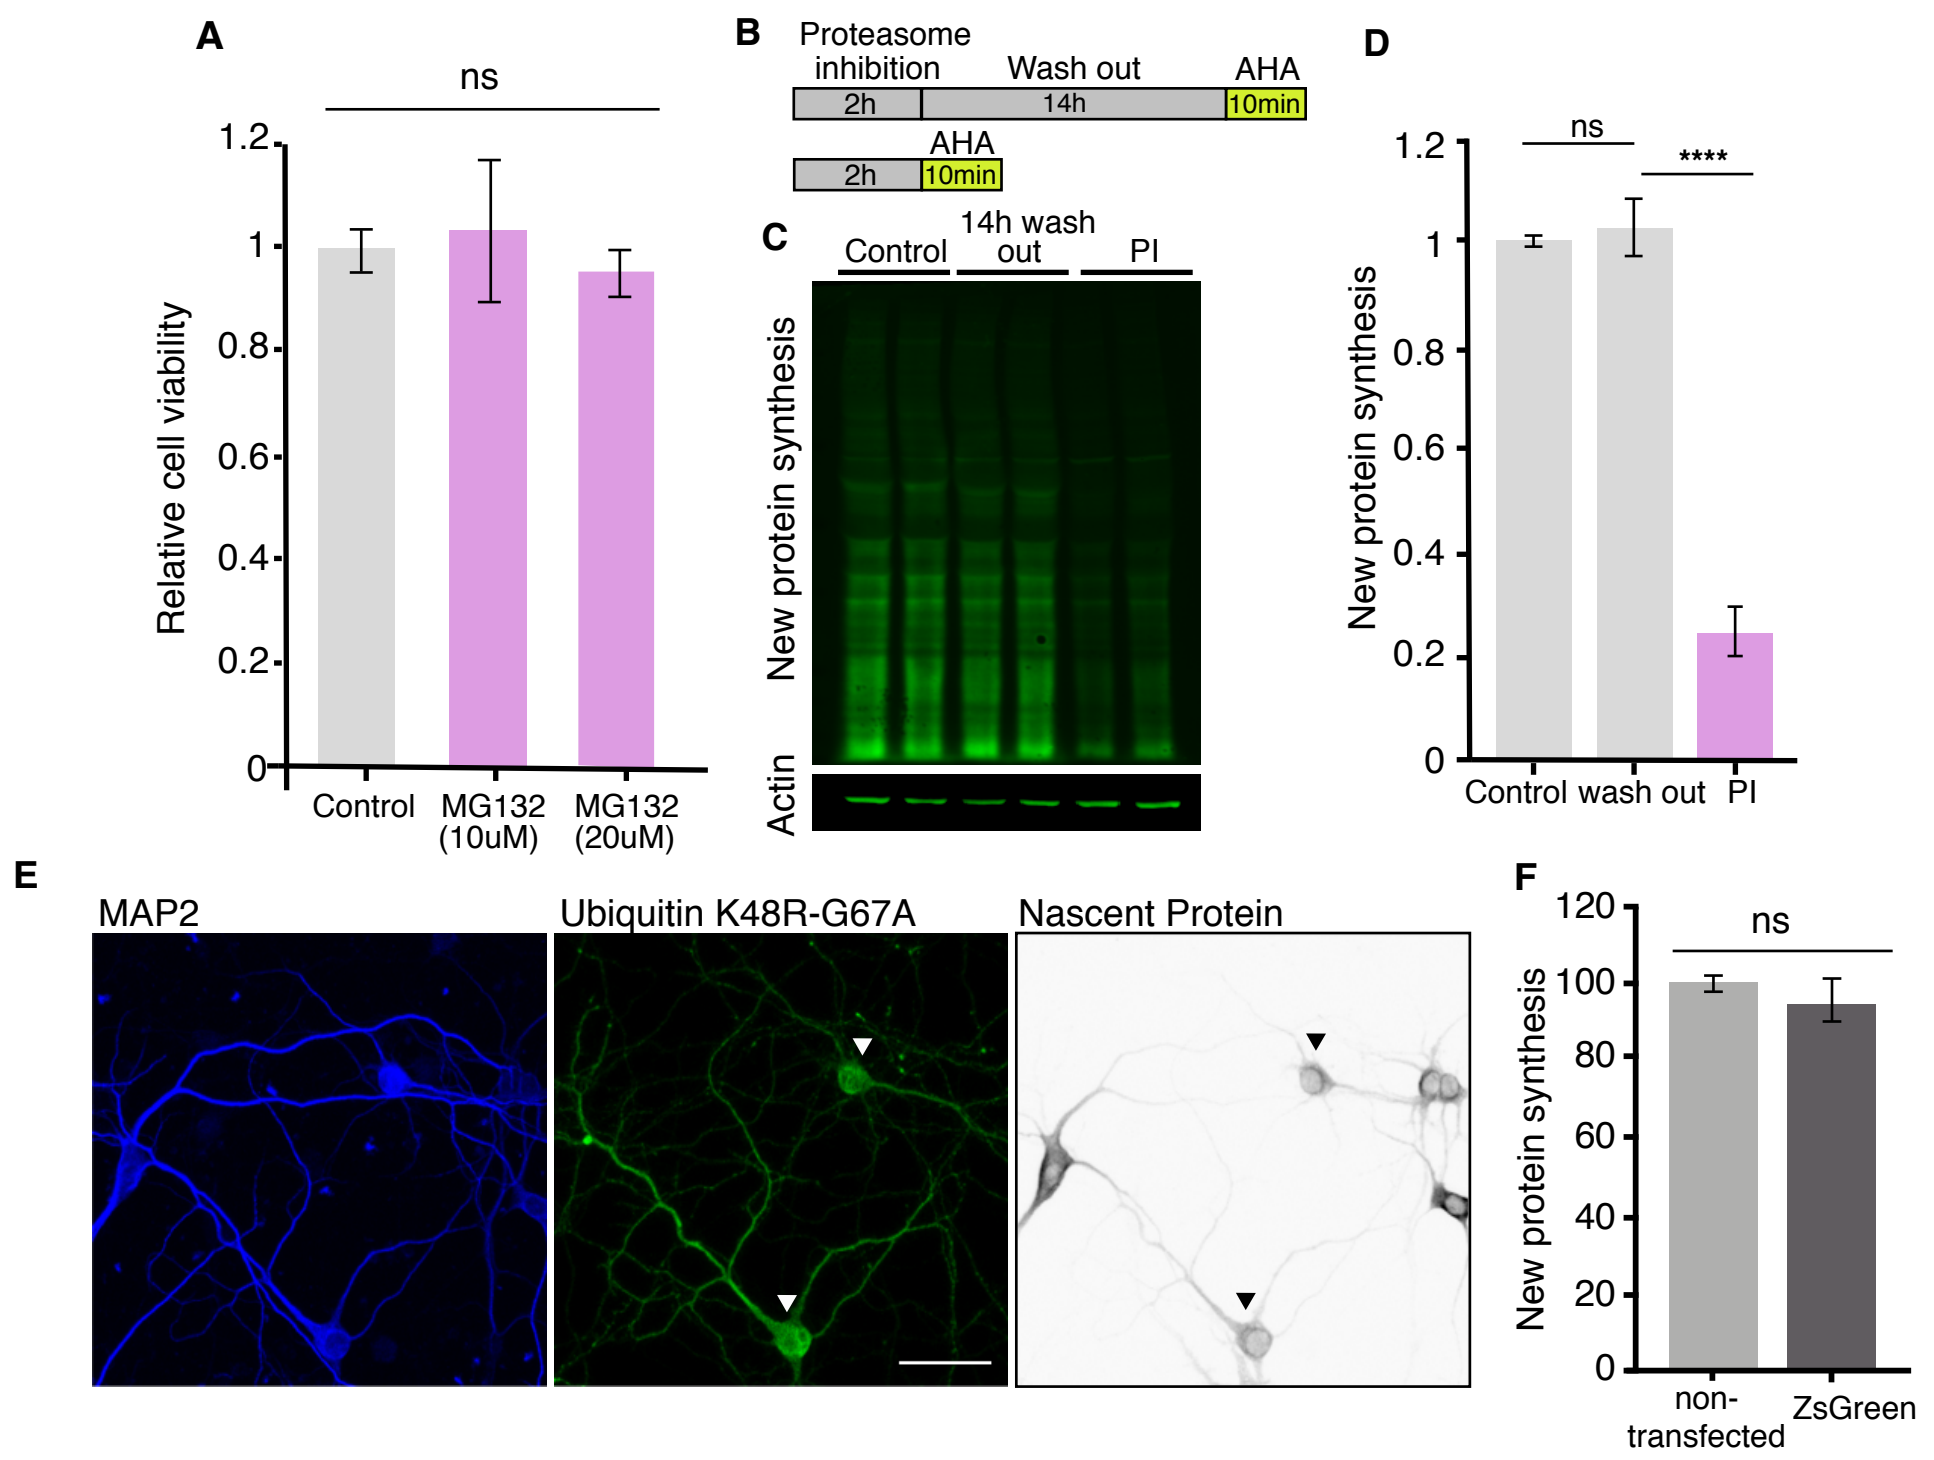 A
ns
1.2
1
0.8
0.6
0.4
0.2
0
Relative cell viability
Control
MG132
(10uM)
MG132
(20uM)
B
Proteasome
inhibition
Wash out
AHA
2h
14h
10min
AHA
2h
10min
C
Control
14h wash
out
PI
New protein synthesis
Actin
D
ns
****
1.2
1
0.8
0.6
0.4
0.2
0
New protein synthesis
Control
wash out
PI
E
MAP2
Ubiquitin K48R-G67A
Nascent Protein
F
ns
120
100
80
60
40
20
0
New protein synthesis
non-
transfected
ZsGreen